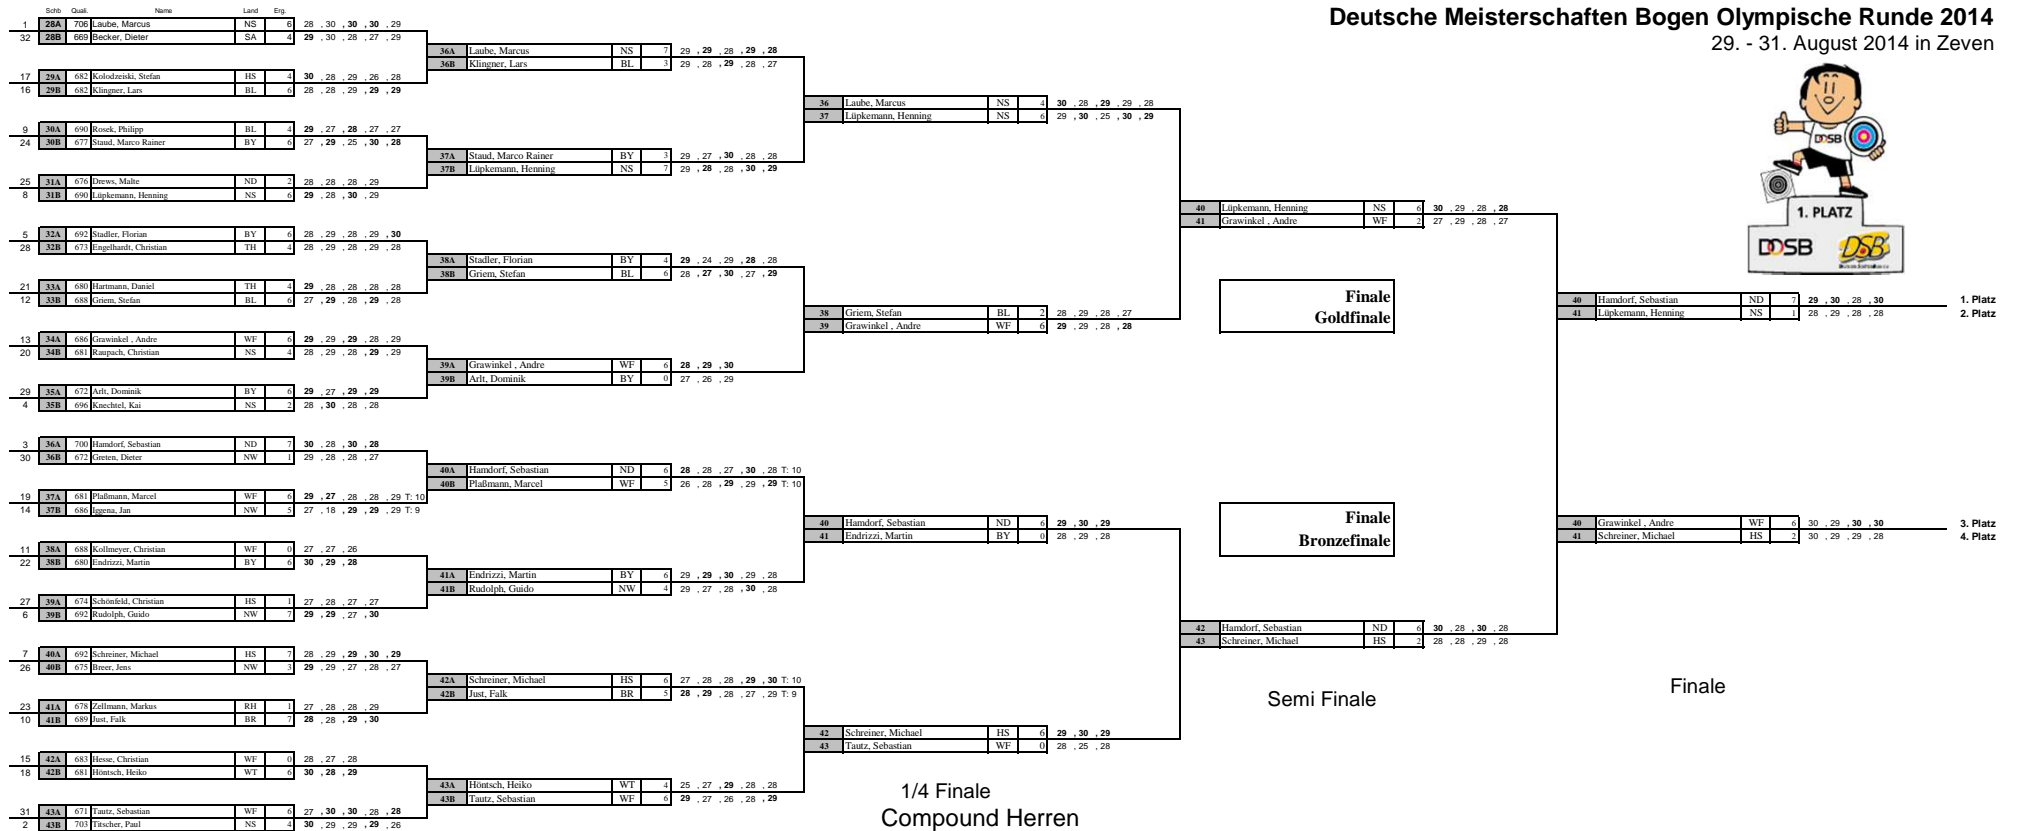 Deutsche Meisterschaften Bogen Olympische Runde 2014
29. - 31. August 2014 in Zeven
DOSB
1. PLATZ
DOSB DSB
Schb Quali. Name Land Erg.
1 28A 706 Laube, Marcus NS 6 28 , 30 , 30 , 30 , 29
32 28B 669 Becker, Dieter SA 4 29 , 30 , 28 , 27 , 29
17 29A 682 Kolodzeiski, Stefan HS 4 30 , 28 , 29 , 26 , 28
16 29B 682 Klingner, Lars BL 6 28 , 28 , 29 , 29 , 29
9 30A 690 Rosek, Philipp BL 4 29 , 27 , 28 , 27 , 27
24 30B 677 Staud, Marco Rainer BY 6 27 , 29 , 25 , 30 , 28
25 31A 676 Drews, Malte ND 2 28 , 28 , 28 , 29
8 31B 690 Lüpkemann, Henning NS 6 29 , 28 , 30 , 29
5 32A 692 Stadler, Florian BY 6 28 , 29 , 28 , 29 , 30
28 32B 673 Engelhardt, Christian TH 4 28 , 29 , 28 , 29 , 28
21 33A 680 Hartmann, Daniel TH 4 29 , 28 , 28 , 28 , 28
12 33B 688 Griem, Stefan BL 6 27 , 29 , 28 , 29 , 28
13 34A 686 Grawinkel , Andre WF 6 29 , 29 , 29 , 28 , 29
20 34B 681 Raupach, Christian NS 4 28 , 29 , 28 , 29 , 29
29 35A 672 Arlt, Dominik BY 6 29 , 27 , 29 , 29
4 35B 696 Knechtel, Kai NS 2 28 , 30 , 28 , 28
3 36A 700 Hamdorf, Sebastian ND 7 30 , 28 , 30 , 28
30 36B 672 Greten, Dieter NW 1 29 , 28 , 28 , 27
19 37A 681 Plaßmann, Marcel WF 6 29 , 27 , 28 , 28 , 29 T: 10
14 37B 686 Iggena, Jan NW 5 27 , 18 , 29 , 29 , 29 T: 9
11 38A 688 Kollmeyer, Christian WF 0 27 , 27 , 26
22 38B 680 Endrizzi, Martin BY 6 30 , 29 , 28
27 39A 674 Schönfeld, Christian HS 1 27 , 28 , 27 , 27
6 39B 692 Rudolph, Guido NW 7 29 , 29 , 27 , 30
7 40A 692 Schreiner, Michael HS 7 28 , 29 , 29 , 30 , 29
26 40B 675 Breer, Jens NW 3 29 , 29 , 27 , 28 , 27
23 41A 678 Zellmann, Markus RH 1 27 , 28 , 28 , 29
10 41B 689 Just, Falk BR 7 28 , 28 , 29 , 30
15 42A 683 Hesse, Christian WF 0 28 , 27 , 28
18 42B 681 Höntsch, Heiko WT 6 30 , 28 , 29
31 43A 671 Tautz, Sebastian WF 6 27 , 30 , 30 , 28 , 28
2 43B 703 Titscher, Paul NS 4 30 , 29 , 29 , 29 , 26
36A Laube, Marcus NS 7 29 , 29 , 28 , 29 , 28
36B Klingner, Lars BL 3 29 , 28 , 29 , 28 , 27
37A Staud, Marco Rainer BY 3 29 , 27 , 30 , 28 , 28
37B Lüpkemann, Henning NS 7 29 , 28 , 28 , 30 , 29
38A Stadler, Florian BY 4 29 , 24 , 29 , 28 , 28
38B Griem, Stefan BL 6 28 , 27 , 30 , 27 , 29
39A Grawinkel , Andre WF 6 28 , 29 , 30
39B Arlt, Dominik BY 0 27 , 26 , 29
40A Hamdorf, Sebastian ND 6 28 , 28 , 27 , 30 , 28 T: 10
40B Plaßmann, Marcel WF 5 26 , 28 , 29 , 29 , 29 T: 10
41A Endrizzi, Martin BY 6 29 , 29 , 30 , 29 , 28
41B Rudolph, Guido NW 4 29 , 27 , 28 , 30 , 28
42A Schreiner, Michael HS 6 27 , 28 , 28 , 29 , 30 T: 10
42B Just, Falk BR 5 28 , 29 , 28 , 27 , 29 T: 9
43A Höntsch, Heiko WT 4 25 , 27 , 29 , 28 , 28
43B Tautz, Sebastian WF 6 29 , 27 , 26 , 28 , 29
36 Laube, Marcus NS 4 30 , 28 , 29 , 29 , 28
37 Lüpkemann, Henning NS 6 29 , 30 , 25 , 30 , 29
38 Griem, Stefan BL 2 28 , 29 , 28 , 27
39 Grawinkel , Andre WF 6 29 , 29 , 28 , 28
40 Hamdorf, Sebastian ND 6 29 , 30 , 29
41 Endrizzi, Martin BY 0 28 , 29 , 28
42 Schreiner, Michael HS 6 29 , 30 , 29
43 Tautz, Sebastian WF 0 28 , 25 , 28
1/4 Finale
Compound Herren
40 Lüpkemann, Henning NS 6 30 , 29 , 28 , 28
41 Grawinkel , Andre WF 2 27 , 29 , 28 , 27
Finale
Goldfinale
Finale
Bronzefinale
42 Hamdorf, Sebastian ND 6 30 , 28 , 30 , 28
43 Schreiner, Michael HS 2 28 , 28 , 29 , 28
Semi Finale
40 Hamdorf, Sebastian ND 7 29 , 30 , 28 , 30 1. Platz
41 Lüpkemann, Henning NS 1 28 , 29 , 28 , 28 2. Platz
40 Grawinkel , Andre WF 6 30 , 29 , 30 , 30 3. Platz
41 Schreiner, Michael HS 2 30 , 29 , 29 , 28 4. Platz
Finale